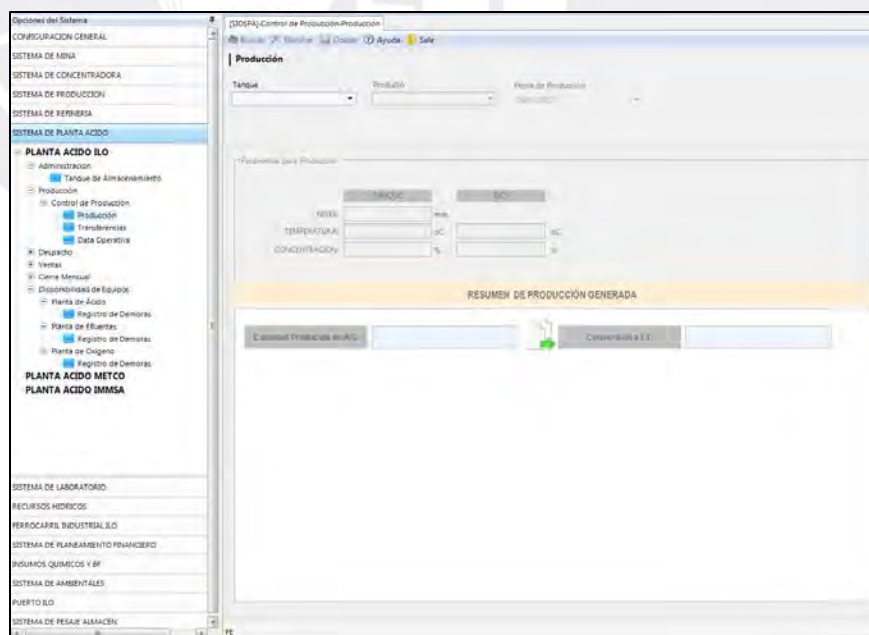 Opciones del Sistema
CONFIGURACION GENERAL
SISTEMA DE MINA
SISTEMA DE CONCENTRADORA
SISTEMA DE PRODUCCION
SISTEMA DE REFINERIA
SISTEMA DE PLANTA ACIDO
PLANTA ACIDO ILO
Administracion
Tanque de Almacenamiento
Producción
Control de Producción
Producción
Transferencias
Data Operativa
Despacho
Ventas
Cierre Mensual
Disponibilidad de Equipos
Planta de Ácido
Registro de Demoras
Planta de Efluentes
Registro de Demoras
Planta de Oxigeno
Registro de Demoras
PLANTA ACIDO METCO
PLANTA ACIDO IMMSA
SISTEMA DE LABORATORIO
RECURSOS HIDRICOS
FERROCARRIL INDUSTRIAL ILO
SISTEMA DE PLANEAMIENTO FINANCIERO
INSUMOS QUIMICOS Y BF
SISTEMA DE AMBIENTALES
PUERTO ILO
SISTEMA DE PESAJE ALMACÉN
[SIOSPA]-Control de Producción-Producción
Buscar
Grabar
Ayuda
Salir
Producción
Tanque
Producto
Fecha de Producción
Parámetros para Producción
TANQUE
NIVEL
mm.
TEMPERATURA
oC
oC
CONCENTRACION
%
%
RESUMEN DE PRODUCCIÓN GENERADA
Cantidad Producida en
Conversion a